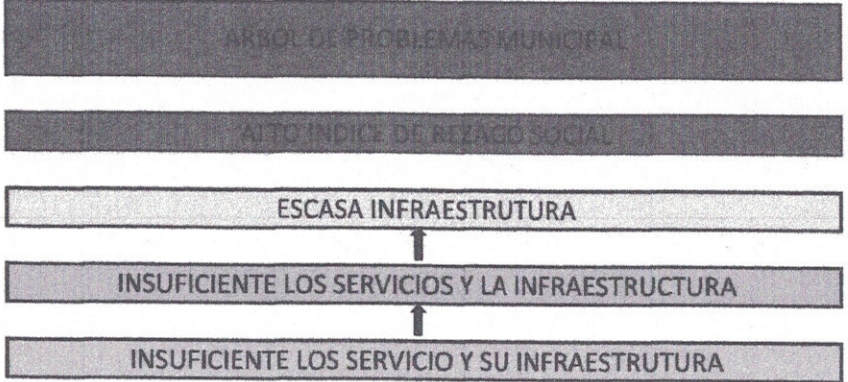 ARBOL DE PROBLEMAS MUNICIPAL
ALTO INDICE DE REZAGO SOCIAL
ESCASA INFRAESTRUTURA
INSUFICIENTE LOS SERVICIOS Y LA INFRAESTRUCTURA
INSUFICIENTE LOS SERVICIO Y SU INFRAESTRUTURA